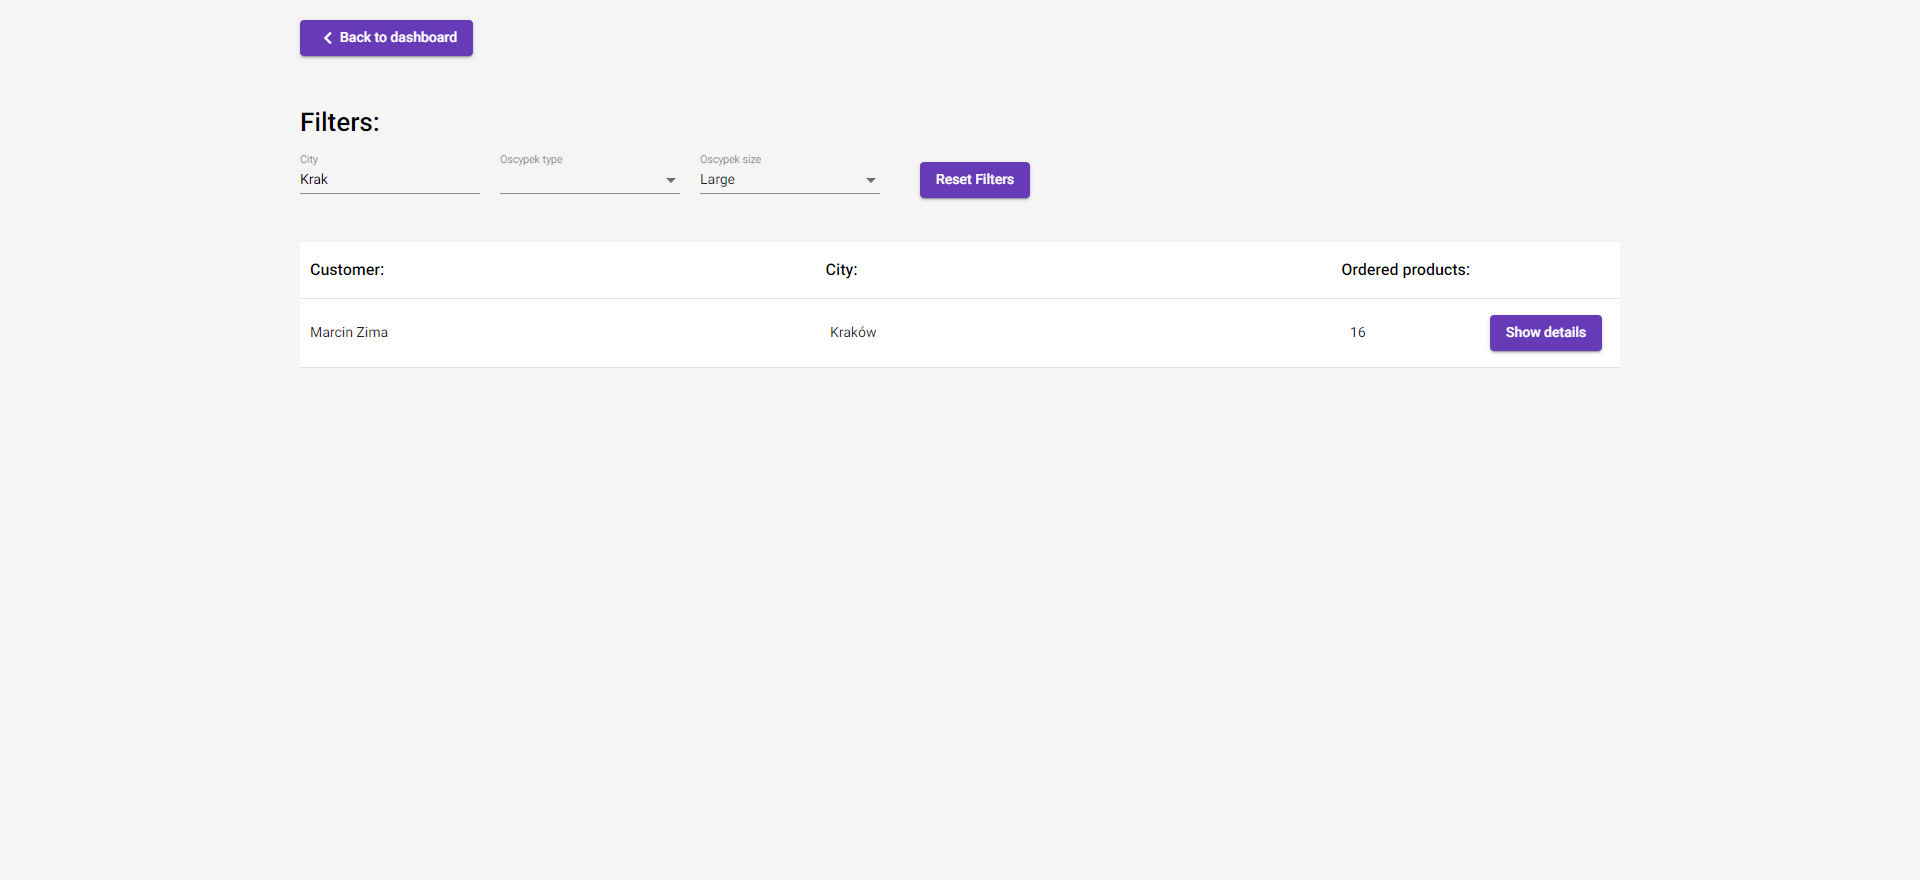 Back to dashboard
Filters:
City
Oscypek type
Oscypek size
Krak
Large
Reset Filters
Customer:
City:
Ordered products:
Marcin Zima
Kraków
16
Show details